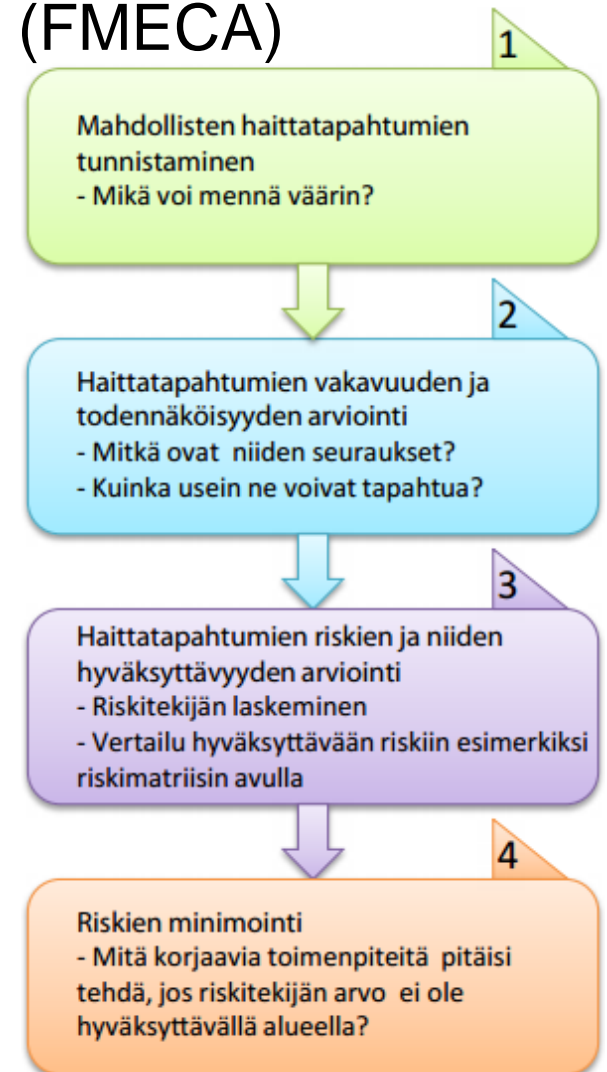 (FMECA)
1
Mahdollisten haittatapahtumien
tunnistaminen
- Mikä voi mennä väärin?
2
Haittatapahtumien vakavuuden ja
todennäköisyyden arviointi
- Mitkä ovat niiden seuraukset?
- Kuinka usein ne voivat tapahtua?
3
Haittatapahtumien riskien ja niiden
hyväksyttävyyden arviointi
- Riskitekijän laskeminen
- Vertailu hyväksyttävään riskiin esimerkiksi
riskimatriisin avulla
4
Riskien minimointi
- Mitä korjaavia toimenpiteitä pitäisi
tehdä, jos riskitekijän arvo ei ole
hyväksyttävällä alueella?